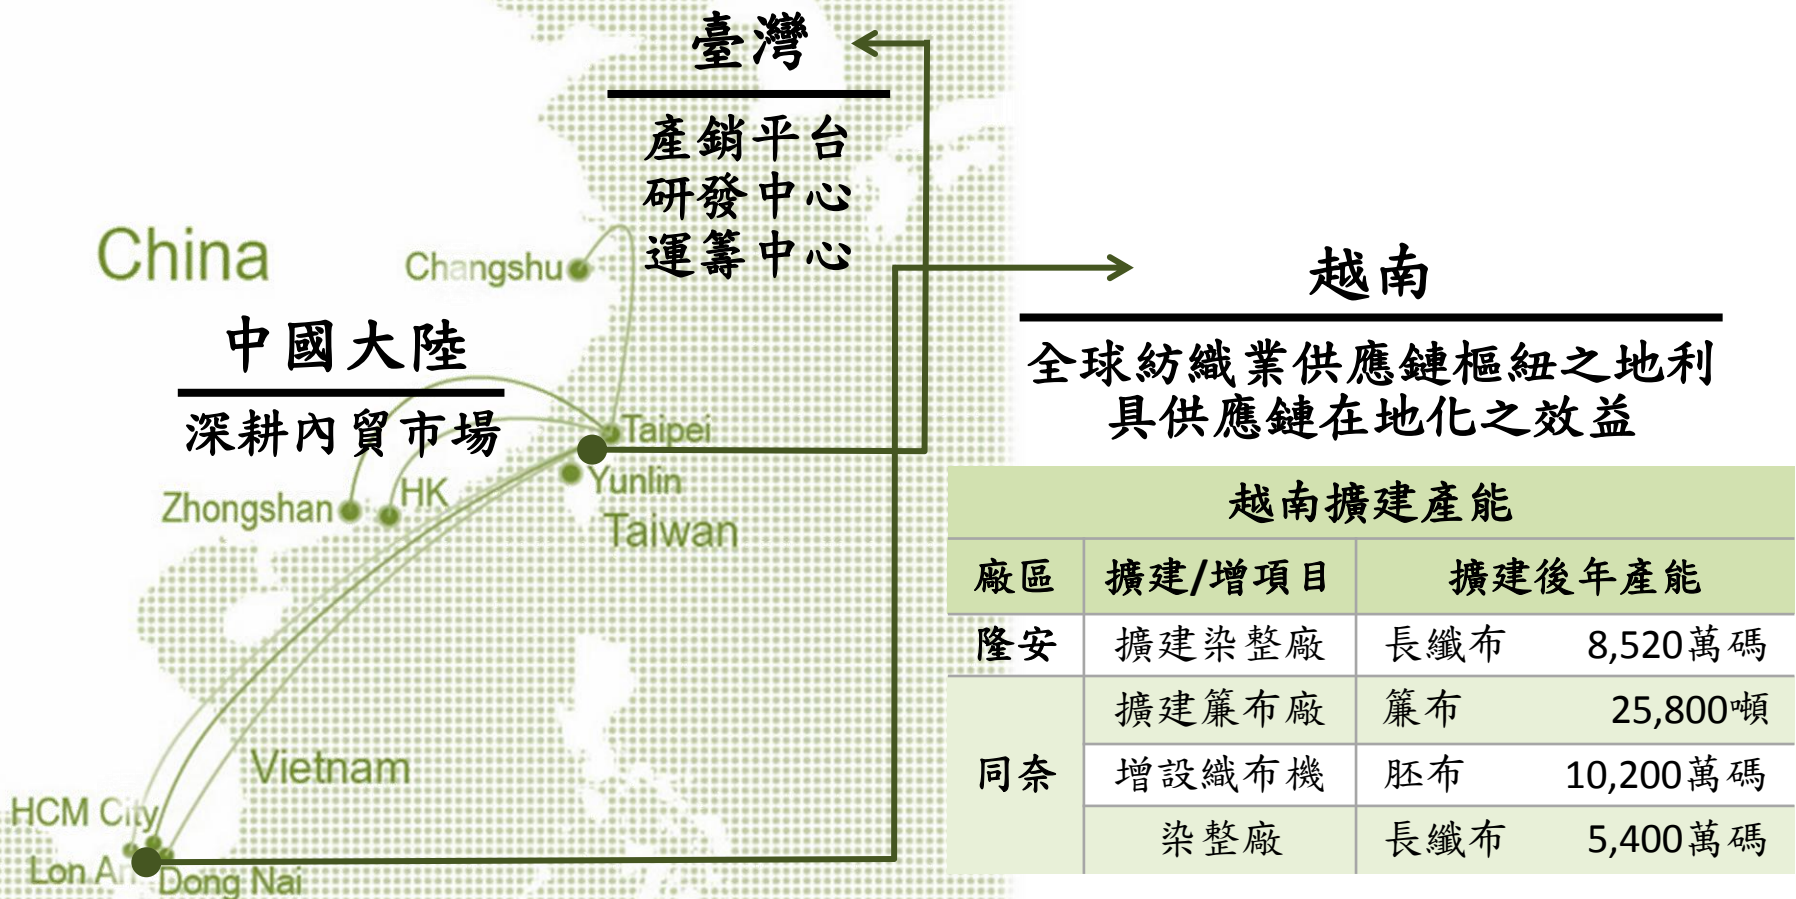 臺灣
產銷平台
研發中心
運籌中心
China
Changshu
中國大陸
深耕內貿市場
Taipei
Yunlin
Taiwan
Zhongshan
HK
Vietnam
HCM City
Lon An
Dong Nai
越南
全球紡織業供應鏈樞紐之地利
具供應鏈在地化之效益
越南擴建產能
廠區 擴建/增項目 擴建後年產能
隆安 擴建染整廠 長纖布 8,520萬碼
同奈 擴建簾布廠 簾布 25,800噸
增設織布機 胚布 10,200萬碼
染整廠 長纖布 5,400萬碼